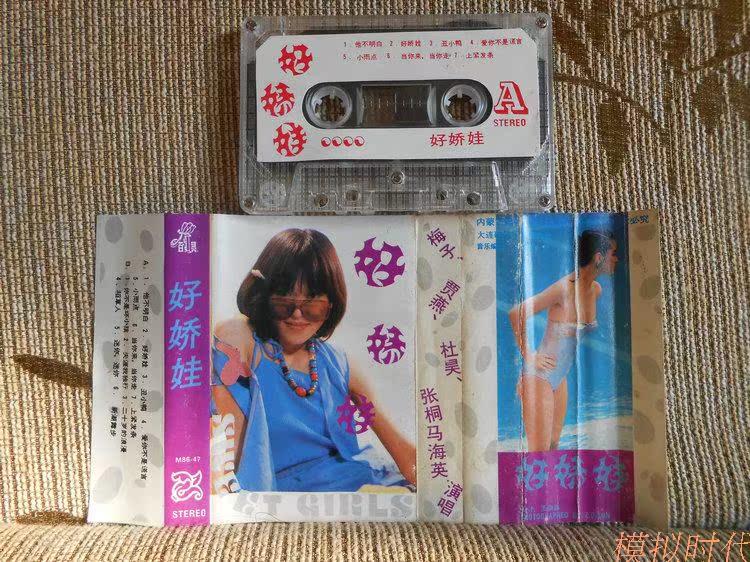 好
娇
娃
1．他不明白 2．好娇娃 3．丑小鸭 4．爱你不是谎言
5．小雨点 6．当你来，当你走 7．上紧发条
A
STEREO
好娇娃
A：1．他不明白 2．好娇娃 3．丑小鸭 4．爱你不是谎言
5．小雨点 6．当你来，当你走 7．上紧发条
好娇娃
M86-47
STEREO
好
娇
娃
ET GIRLS
梅子、贾燕、杜昊、
张桐马海英 演唱
内蒙
大连
音乐编
必究
好娇娃
模拟时代